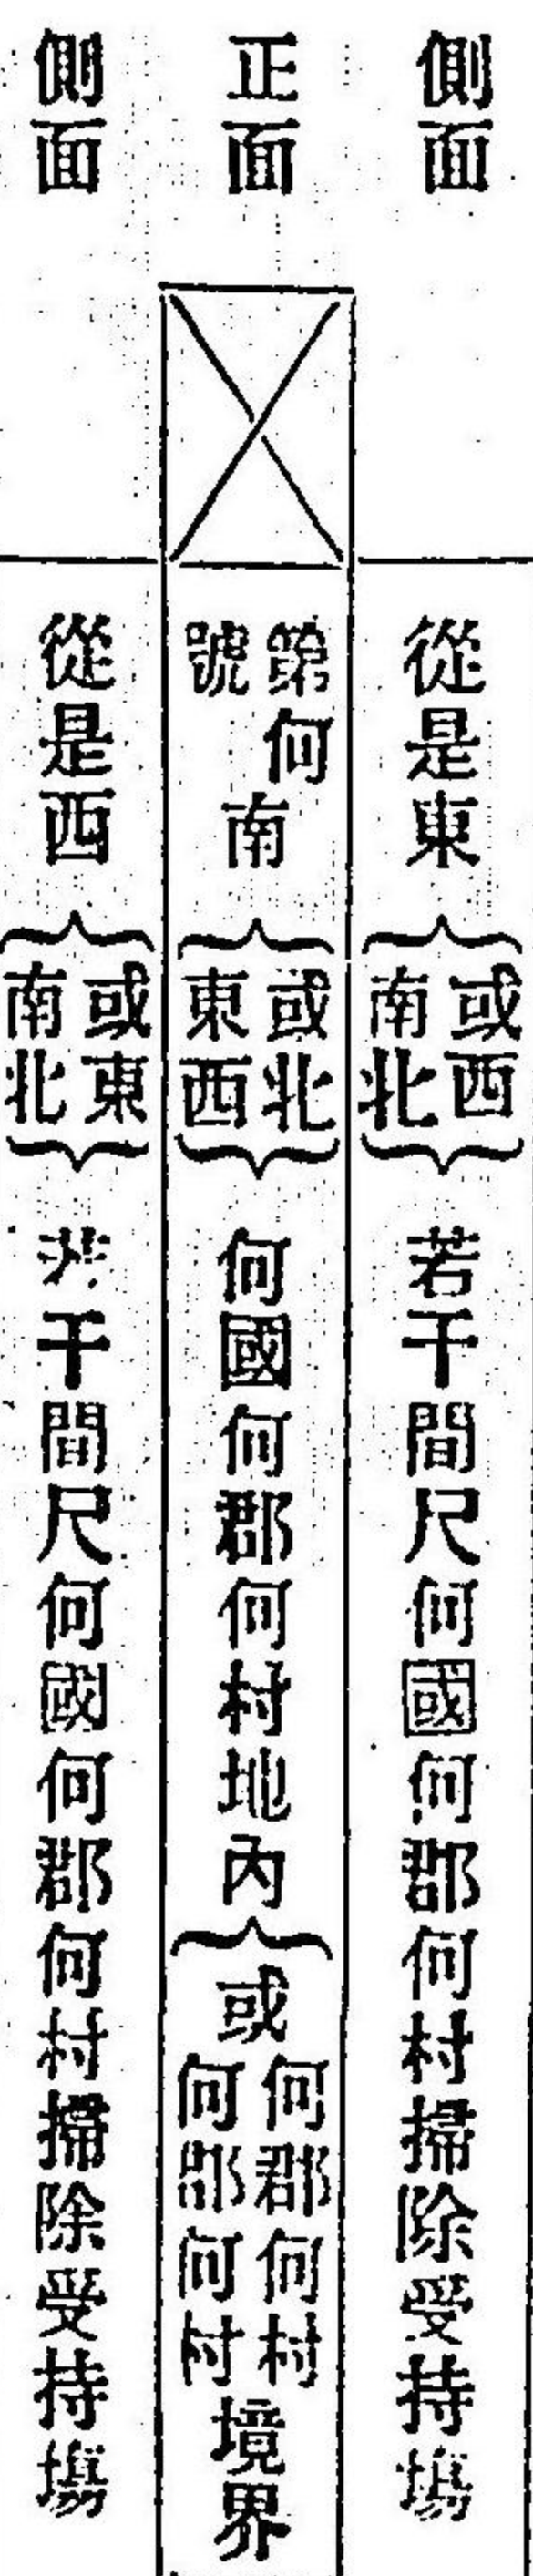 側面
從是東
{或西南北}
若干間尺何國何郡何村掃除受持場
正面
第何號
南
{或北東西}
何國何郡何村地內
{或何郡何村何郡何村境界
側面
從是西
{或東南北}
若干間尺何國何郡何村掃除受持塲